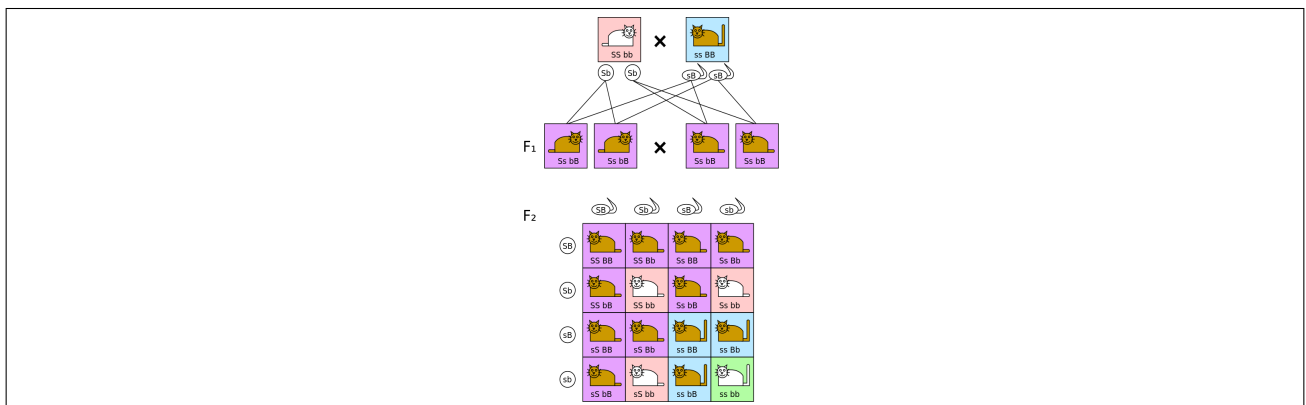 SS bb × ss BB
Sb Sb sB sB
F₁ Ss bB Ss bB × Ss bB Ss bB
F₂ SB Sb sB sb
SB SS BB SS Bb Ss BB Ss Bb
Sb SS bB SS bb Ss bB Ss bb
sB sS BB sS Bb ss BB ss Bb
sb sS bB sS bb ss bB ss bb